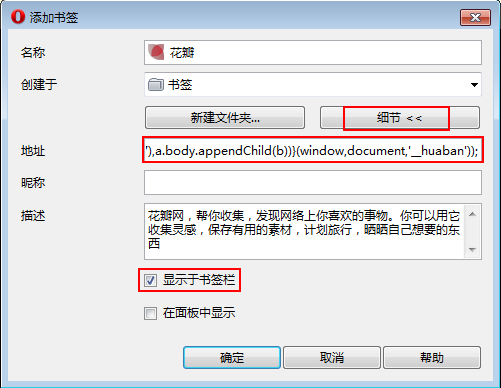 添加书签
名称
花瓣
创建于
书签
新建文件夹...
细节 <<
地址
'),a.body.appendChild(b))}(window,document,'__huaban'));
昵称
描述
花瓣网，帮你收集，发现网络上你喜欢的事物。你可以用它
收集灵感，保存有用的素材，计划旅行，晒晒自己想要的东
西
显示于书签栏
在面板中显示
确定
取消
帮助